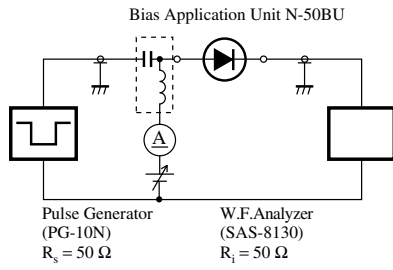 Bias Application Unit N-50BU
A
Pulse Generator
(PG-10N)
Rs = 50 Ω
W.F.Analyzer
(SAS-8130)
Ri = 50 Ω